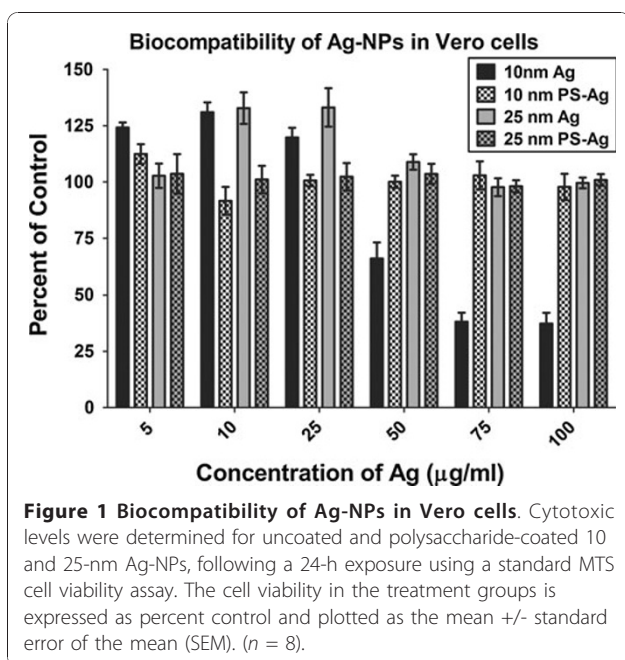 Biocompatibility of Ag-NPs in Vero cells
150
125
100
75
50
25
0
Percent of Control
10nm Ag
10 nm PS-Ag
25 nm Ag
25 nm PS-Ag
5
10
25
50
75
100
Concentration of Ag (µg/ml)
Figure 1 Biocompatibility of Ag-NPs in Vero cells. Cytotoxic
levels were determined for uncoated and polysaccharide-coated 10
and 25-nm Ag-NPs, following a 24-h exposure using a standard MTS
cell viability assay. The cell viability in the treatment groups is
expressed as percent control and plotted as the mean +/- standard
error of the mean (SEM). (n = 8).